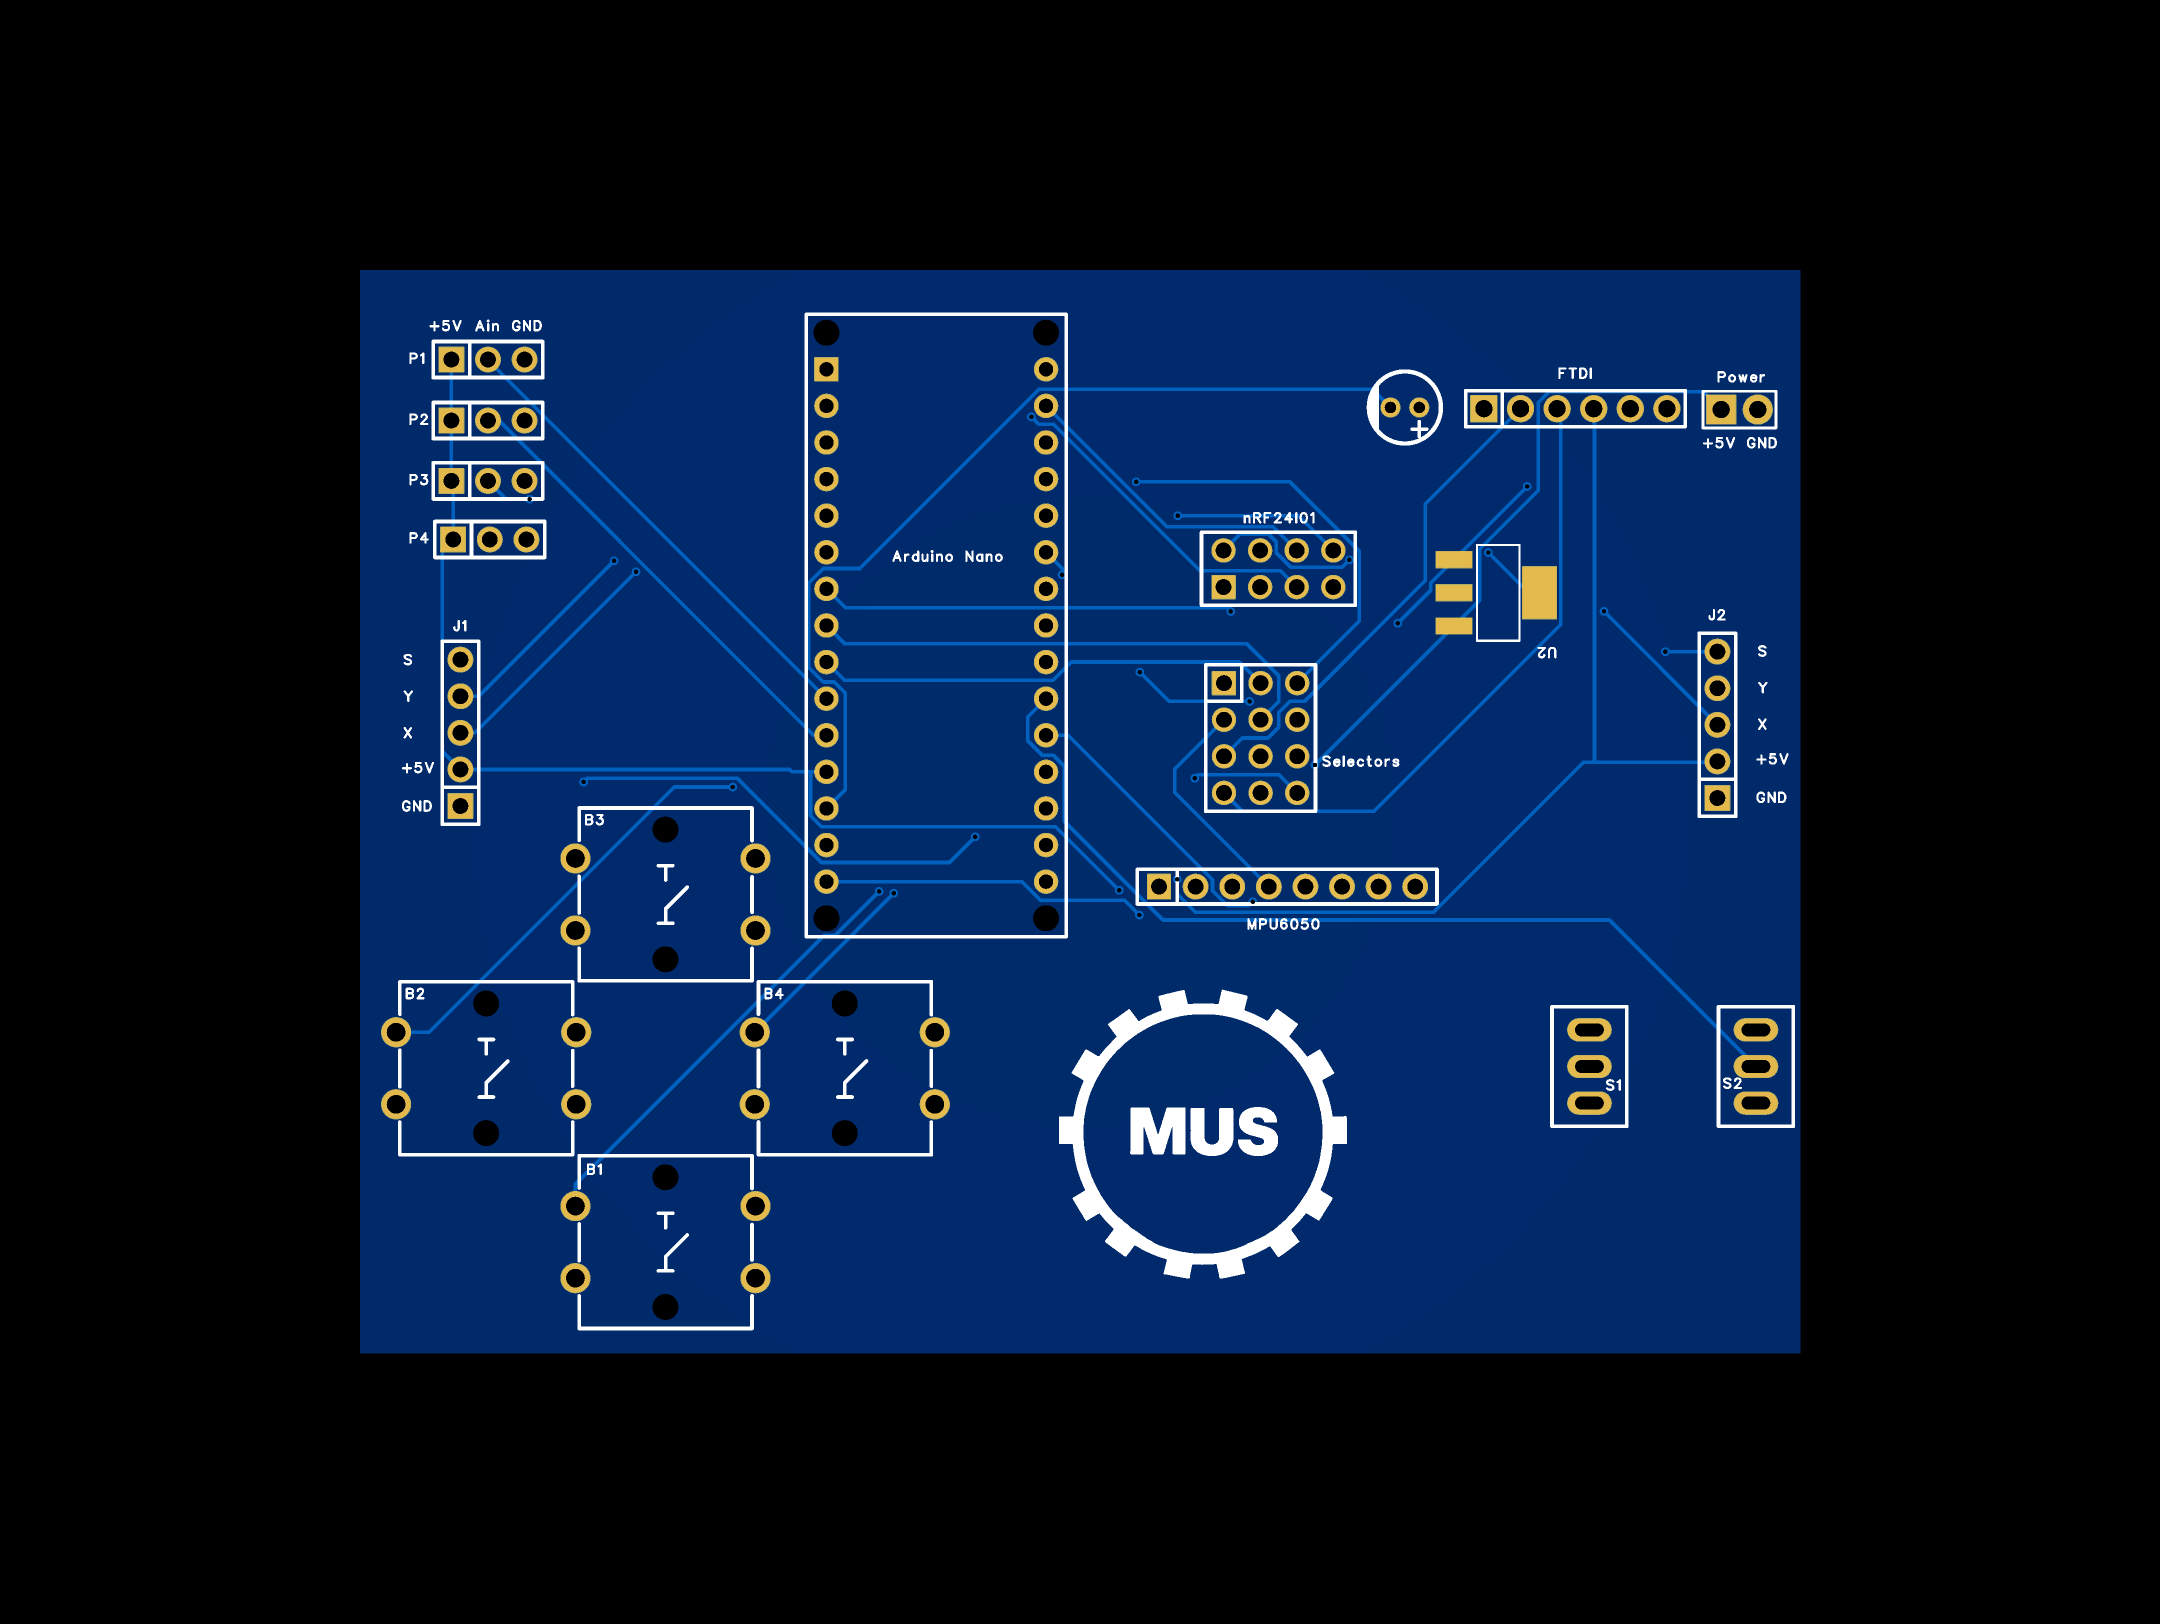 +5V Ain GND
P1
P2
P3
P4
Arduino Nano
FTDI
Power
+5V GND
nRF24l01
U2
J1
S
Y
X
+5V
GND
J2
S
Y
X
+5V
GND
Selectors
MPU6050
B3
B2
B4
B1
S1
S2
MUS